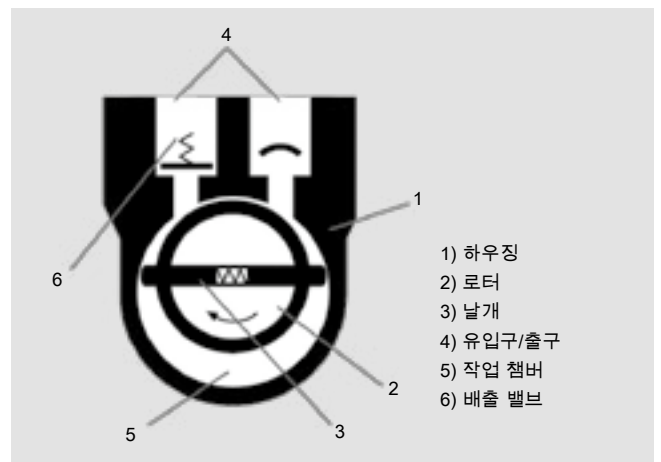 4
1
6
1) 하우징
2) 로터
3) 날개
4) 유입구/출구
5) 작업 챔버
6) 배출 밸브
2
5
3